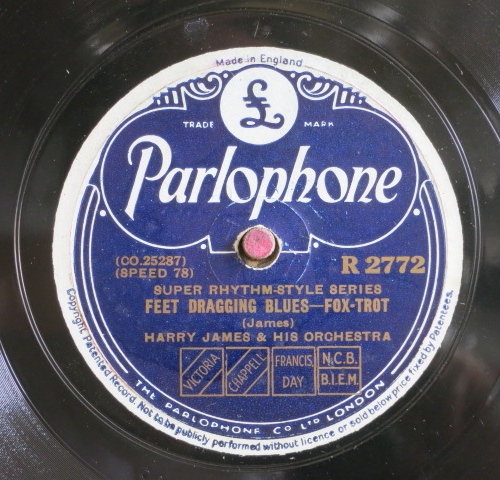 Made in England
£
TRADE MARK
Parlophone
(CO.25287)
(SPEED 78)
R 2772
SUPER RHYTHM-STYLE SERIES
FEET DRAGGING BLUES—FOX-TROT
(James)
HARRY JAMES & HIS ORCHESTRA
VICTORIA
CHAPPELL
FRANCIS, DAY
N.C.B.
B.I.E.M.
THE PARLOPHONE CO LTD LONDON
Copyright, Patented Record. Not to be publicly performed without licence or sold below price fixed by Patentees.